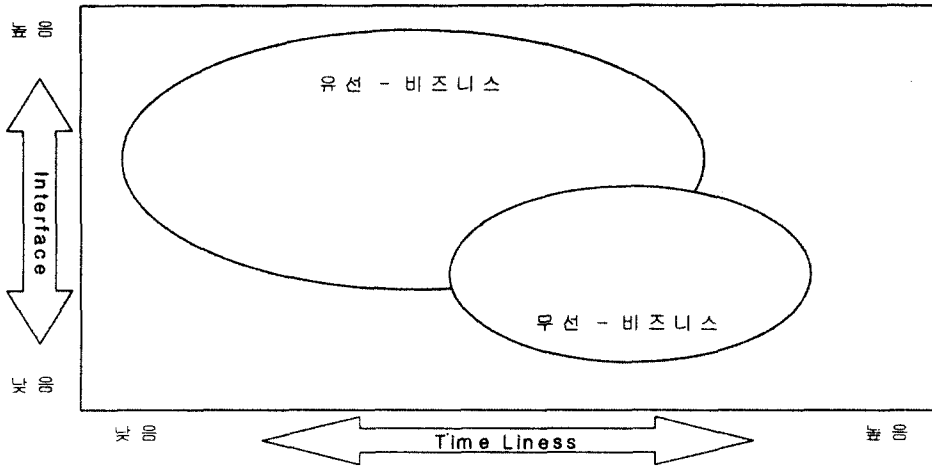 높음
유선 - 비즈니스
Interface
무선 - 비즈니스
낮음
낮음
Time Liness
높음